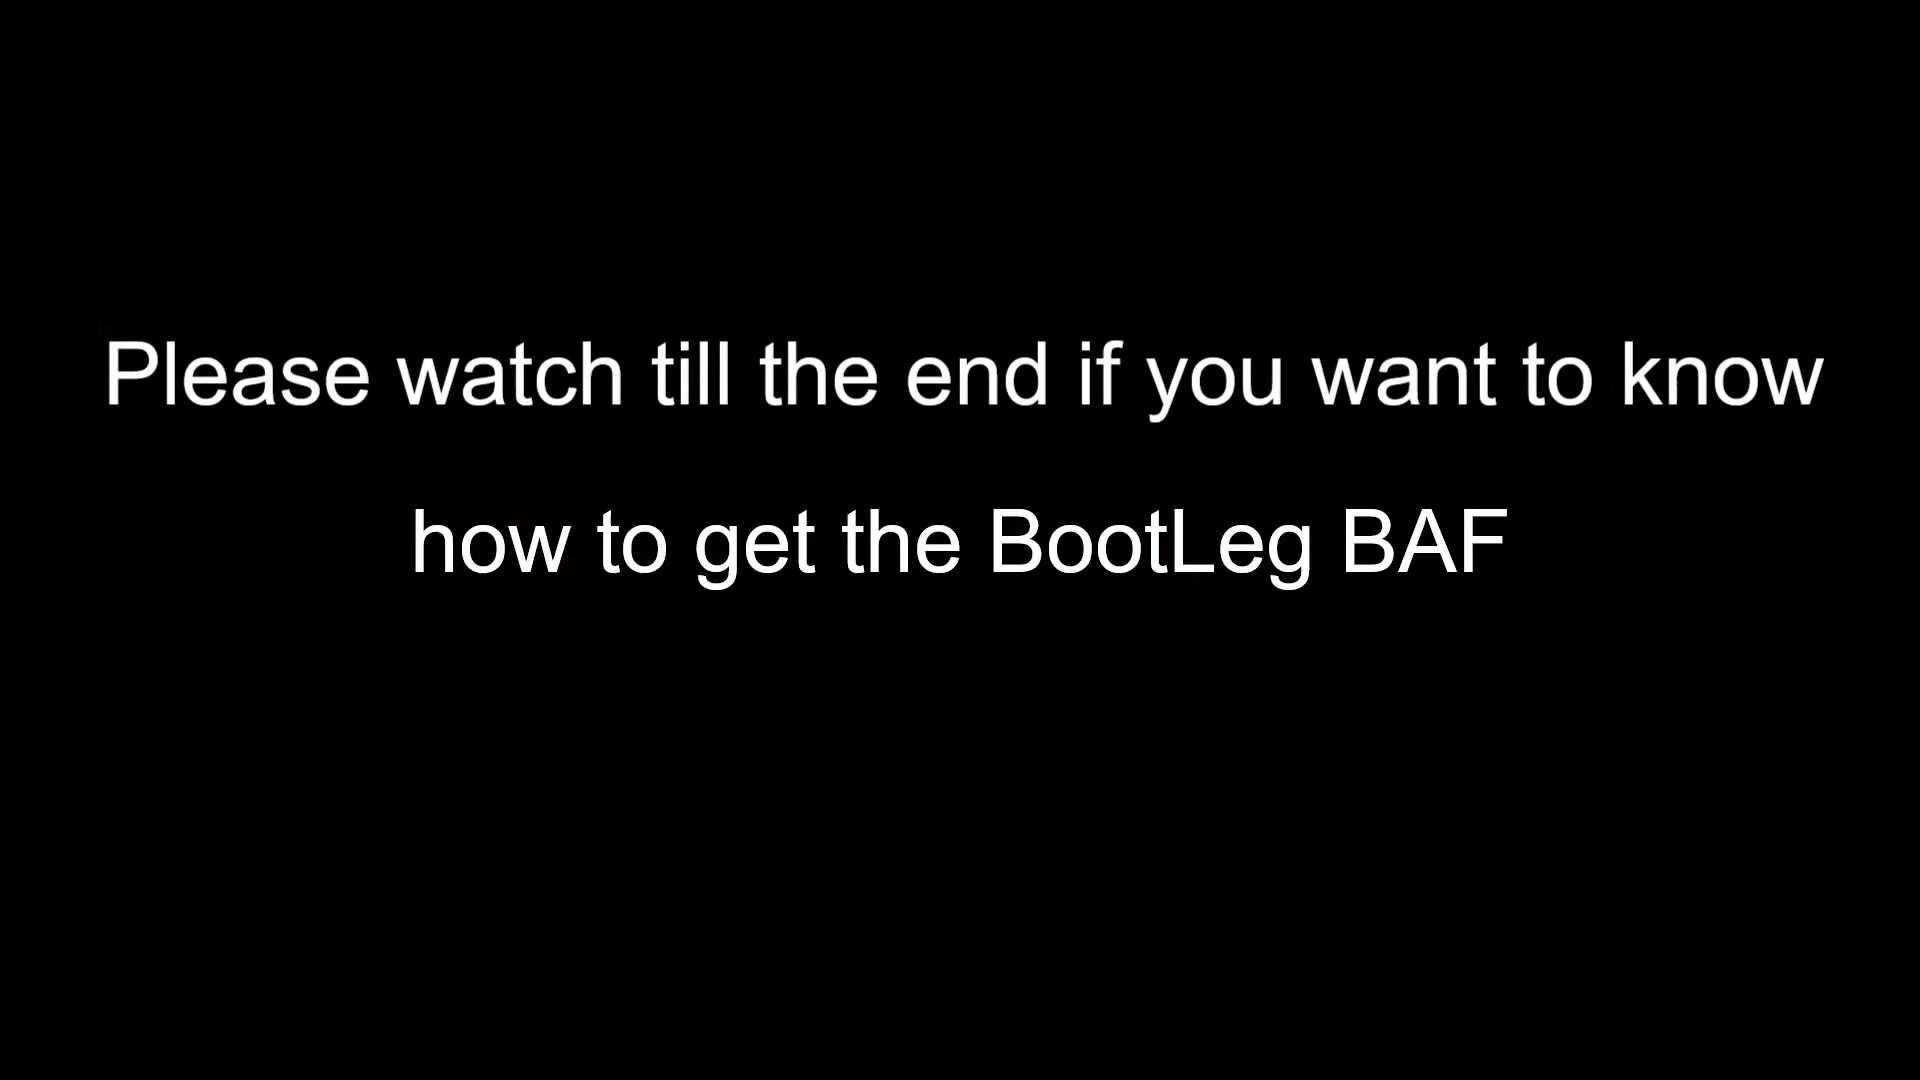 Please watch till the end if you want to know
how to get the BootLeg BAF